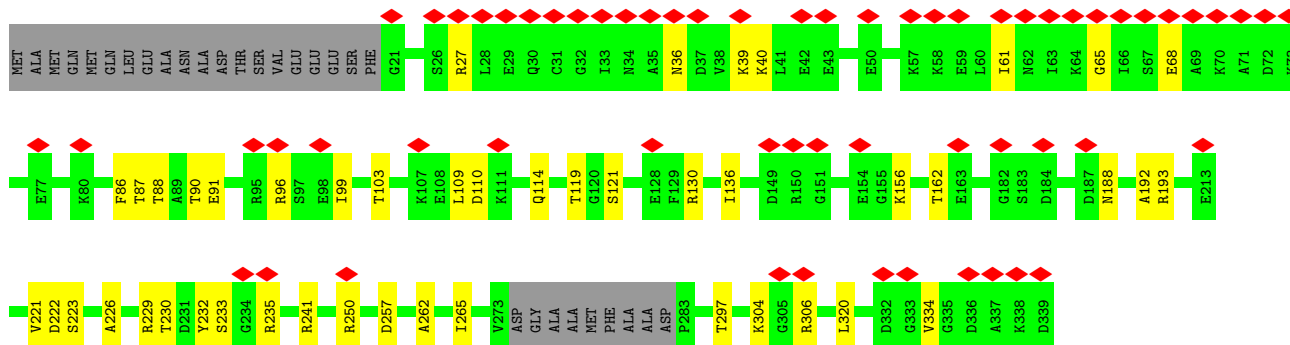 MET ALA MET GLN MET GLN LEU GLU ALA ASN ALA ASP THR SER VAL GLU GLU GLU SER PHE G21 S26 R27 L28 E29 Q30 C31 G32 I33 N34 A35 N36 D37 V38 K39 K40 L41 E42 E43 E50 K57 K58 E59 L60 I61 N62 I63 K64 G65 I66 S67 E68 A69 K70 A71 D72 K73
E77 K80 F86 T87 T88 A89 T90 E91 R95 R96 S97 E98 I99 T103 K107 E108 L109 D110 K111 Q114 T119 G120 S121 E128 F129 R130 I136 D149 R150 G151 E154 G155 K156 T162 E163 G182 S183 D184 D187 N188 A192 R193 E213
V221 D222 S223 A226 R229 T230 D231 Y232 S233 G234 R235 R241 R250 D257 A262 I265 V273 ASP GLY ALA ALA MET PHE ALA ALA ASP P283 T297 K304 G305 R306 L320 D332 G333 V334 G335 D336 A337 K338 D339